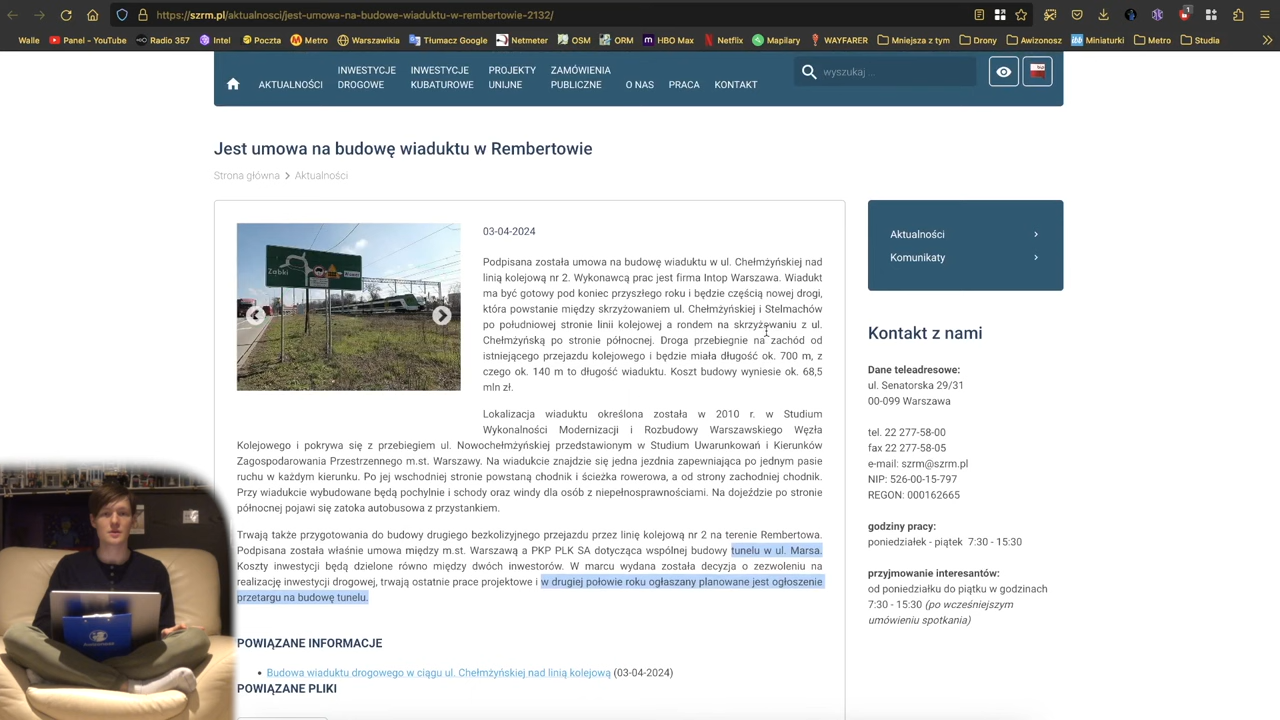 https://szrm.pl/aktualnosci/jest-umowa-na-budowe-wiaduktu-w-rembertowie-2132/
Walle Panel - YouTube Radio 357 Intel Poczta Metro Warszawikia Tłumacz Google Netmeter OSM ORM HBO Max Netflix Mapilary WAYFARER Mniejsza z tym Drony Awizonosz Miniaturki Metro Studia
AKTUALNOŚCI INWESTYCJE DROGOWE INWESTYCJE KUBATUROWE PROJEKTY UNIJNE ZAMÓWIENIA PUBLICZNE O NAS PRACA KONTAKT wyszukaj ...
Jest umowa na budowę wiaduktu w Rembertowie
Strona główna > Aktualności
Ząbki
03-04-2024
Podpisana została umowa na budowę wiaduktu w ul. Chełmżyńskiej nad
linią kolejową nr 2. Wykonawcą prac jest firma Intop Warszawa. Wiadukt
ma być gotowy pod koniec przyszłego roku i będzie częścią nowej drogi,
która powstanie między skrzyżowaniem ul. Chełmżyńskiej i Stelmachów
po południowej stronie linii kolejowej a rondem na skrzyżowaniu z ul.
Chełmżyńską po stronie północnej. Droga przebiegnie na zachód od
istniejącego przejazdu kolejowego i będzie miała długość ok. 700 m, z
czego ok. 140 m to długość wiaduktu. Koszt budowy wyniesie ok. 68,5
mln zł.
Lokalizacja wiaduktu określona została w 2010 r. w Studium
Wykonalności Modernizacji i Rozbudowy Warszawskiego Węzła
Kolejowego i pokrywa się z przebiegiem ul. Nowochełmżyńskiej przedstawionym w Studium Uwarunkowań i Kierunków
Zagospodarowania Przestrzennego m.st. Warszawy. Na wiadukcie znajdzie się jedna jezdnia zapewniająca po jednym pasie
ruchu w każdym kierunku. Po jej wschodniej stronie powstaną chodnik i ścieżka rowerowa, a od strony zachodniej chodnik.
Przy wiadukcie wybudowane będą pochylnie i schody oraz windy dla osób z niepełnosprawnościami. Na dojeździe po stronie
północnej pojawi się zatoka autobusowa z przystankiem.
Trwają także przygotowania do budowy drugiego bezkolizyjnego przejazdu przez linię kolejową nr 2 na terenie Rembertowa.
Podpisana została właśnie umowa między m.st. Warszawą a PKP PLK SA dotycząca wspólnej budowy tunelu w ul. Marsa.
Koszty inwestycji będą dzielone równo między dwóch inwestorów. W marcu wydana została decyzja o zezwoleniu na
realizację inwestycji drogowej, trwają ostatnie prace projektowe i w drugiej połowie roku ogłaszany planowane jest ogłoszenie
przetargu na budowę tunelu.
POWIĄZANE INFORMACJE
• Budowa wiaduktu drogowego w ciągu ul. Chełmżyńskiej nad linią kolejową (03-04-2024)
POWIĄZANE PLIKI
Aktualności
Komunikaty
Kontakt z nami
Dane teleadresowe:
ul. Senatorska 29/31
00-099 Warszawa
tel. 22 277-58-00
fax 22 277-58-05
e-mail: szrm@szrm.pl
NIP: 526-00-15-797
REGON: 000162665
godziny pracy:
poniedziałek - piątek 7:30 - 15:30
przyjmowanie interesantów:
od poniedziałku do piątku w godzinach
7:30 - 15:30 (po wcześniejszym
umówieniu spotkania)